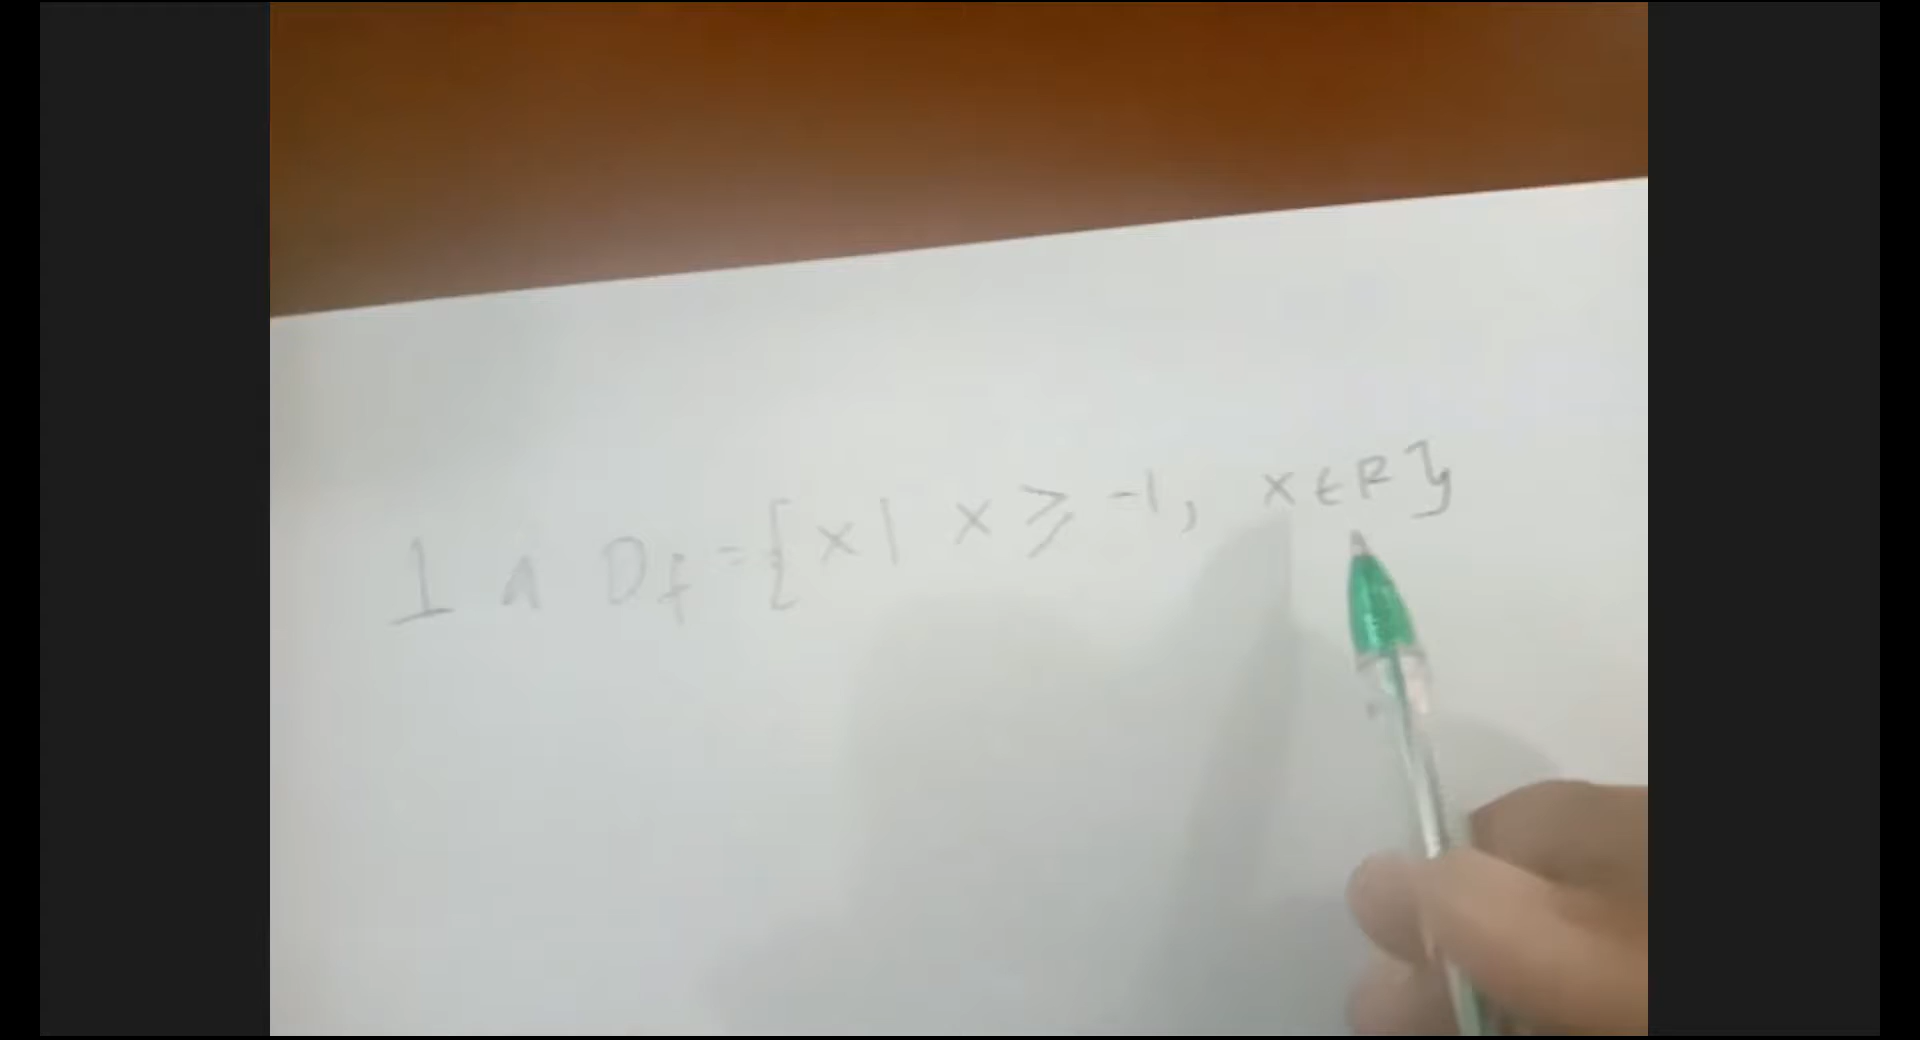 1 a Df = {x | x ≥ -1, x ∈ R}